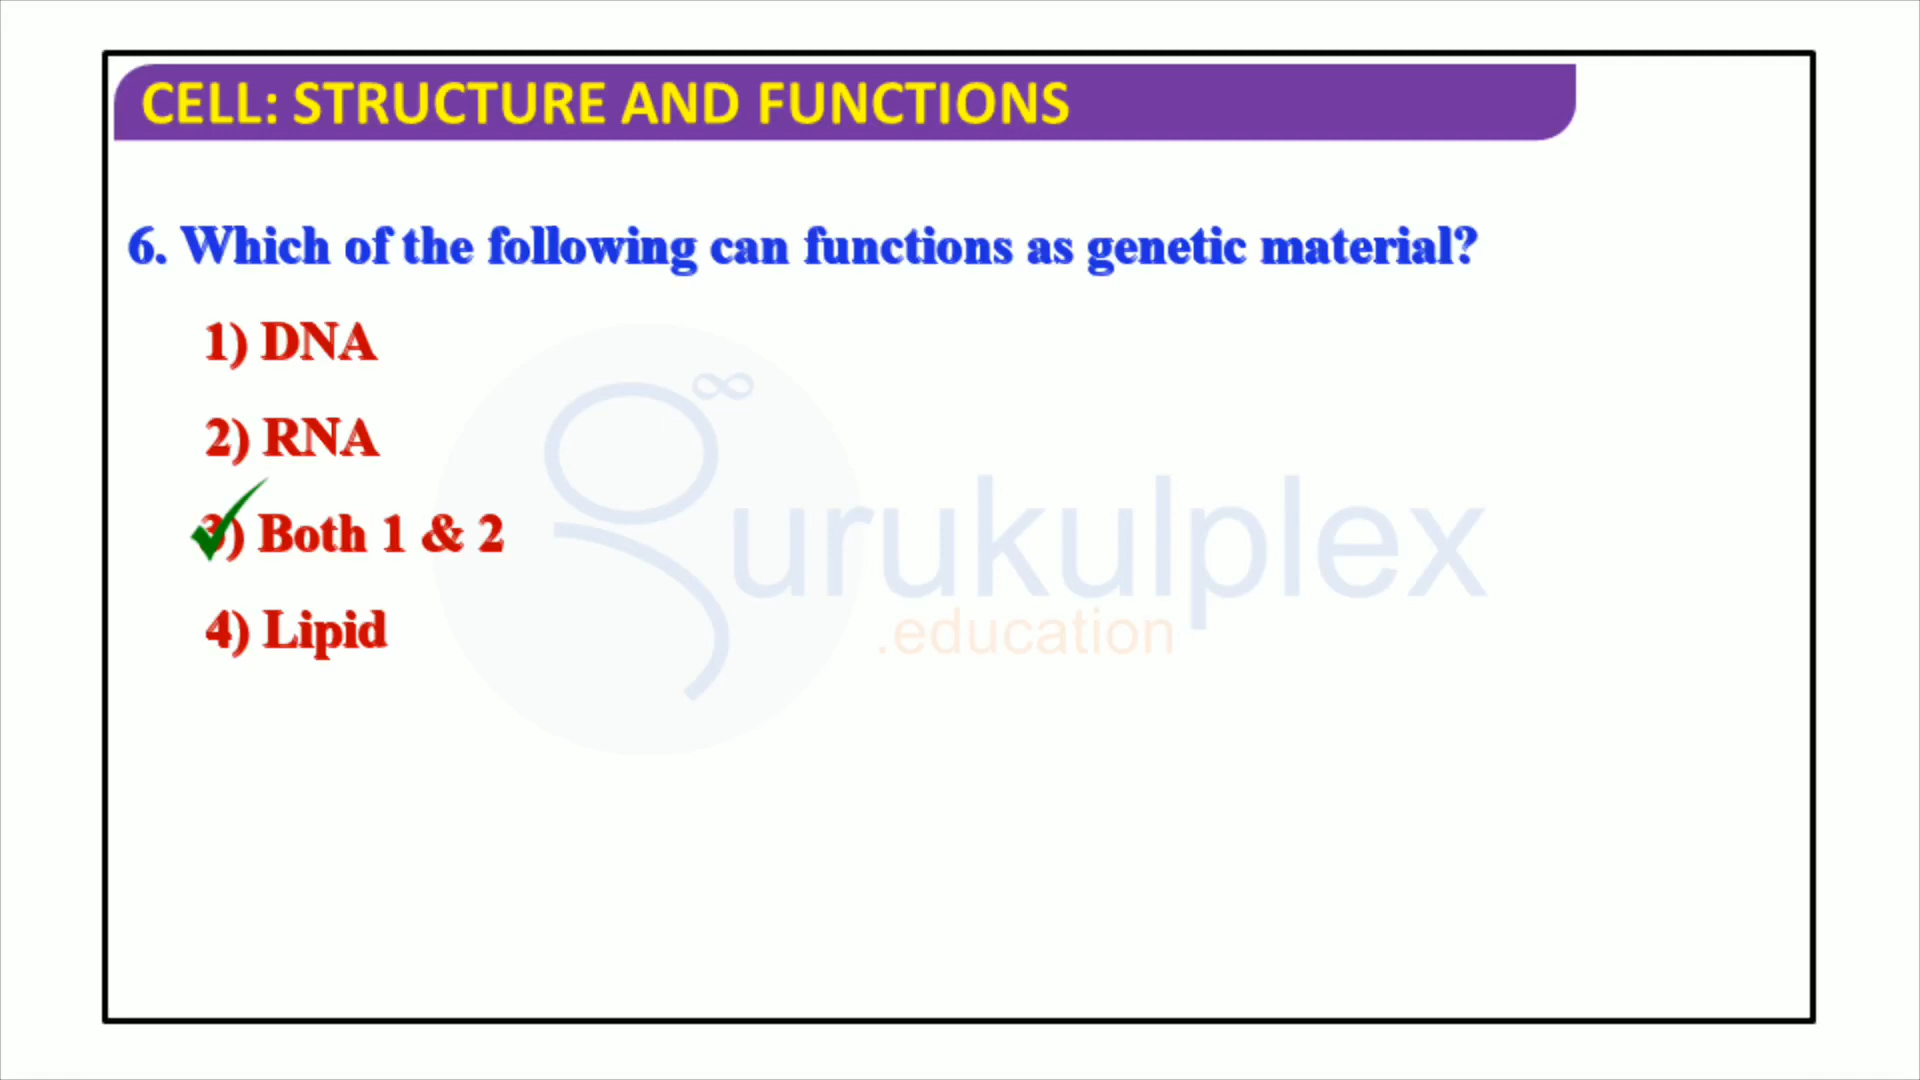 CELL: STRUCTURE AND FUNCTIONS
6. Which of the following can functions as genetic material?
1) DNA
2) RNA
3) Both 1 & 2
4) Lipid
gurukulplex
.education